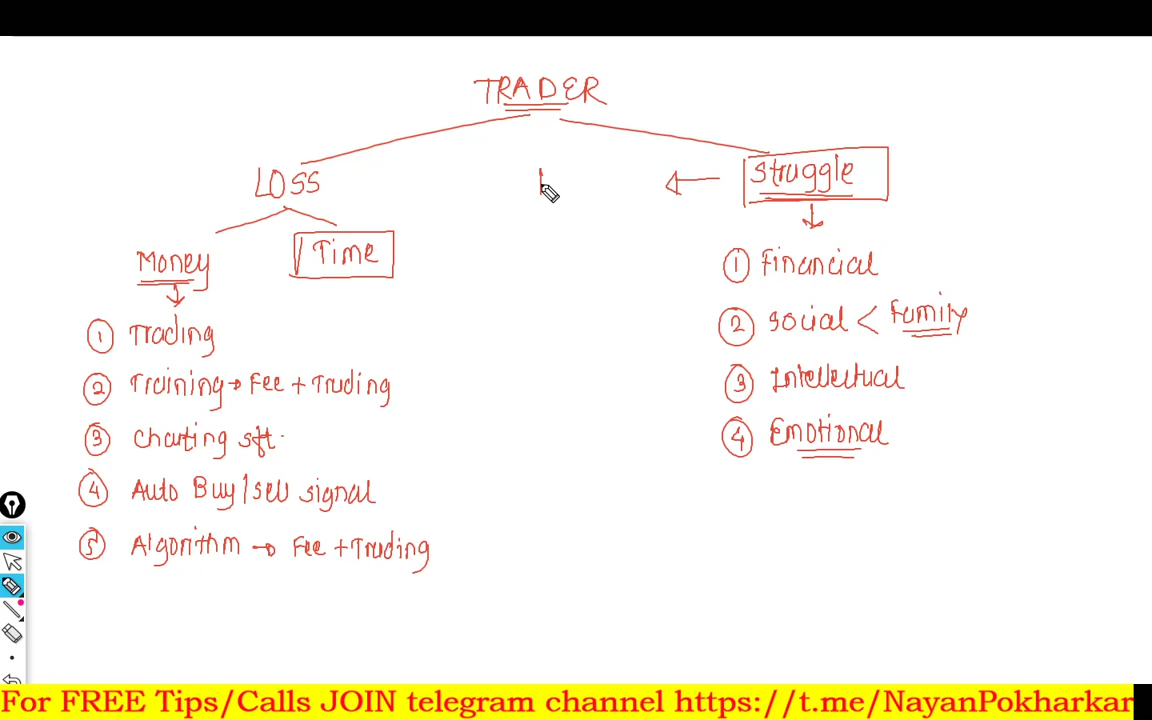 TRADER
LOSS
Struggle
Money
Time
① Trading
② Training → Fee + Trading
③ Charting sft.
④ Auto Buy/sell signal
⑤ Algorithm → Fee + Trading
① Financial
② Social < Family
③ Intellectual
④ Emotional
For FREE Tips/Calls JOIN telegram channel https://t.me/NayanPokharkar